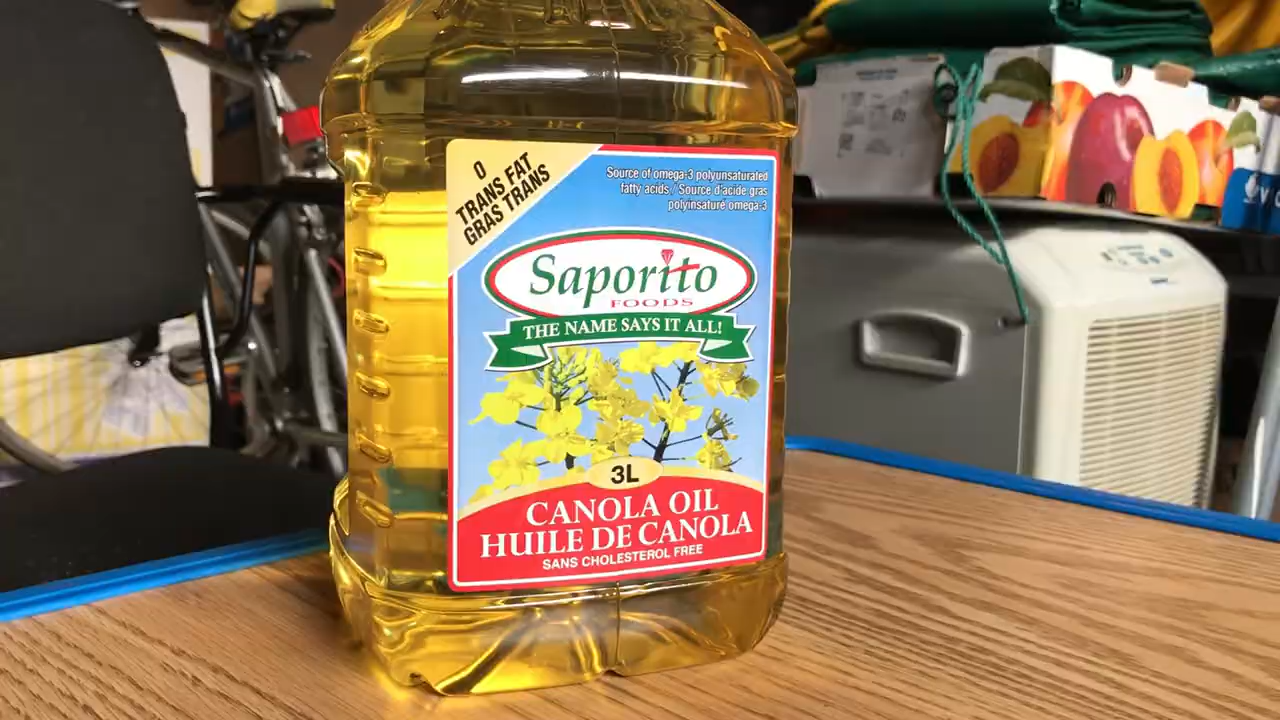 0
TRANS FAT
GRAS TRANS
Source of omega-3 polyunsaturated
fatty acids / Source d'acide gras
polyinsaturé omega-3
Saporito
FOODS
THE NAME SAYS IT ALL!
3L
CANOLA OIL
HUILE DE CANOLA
SANS CHOLESTEROL FREE